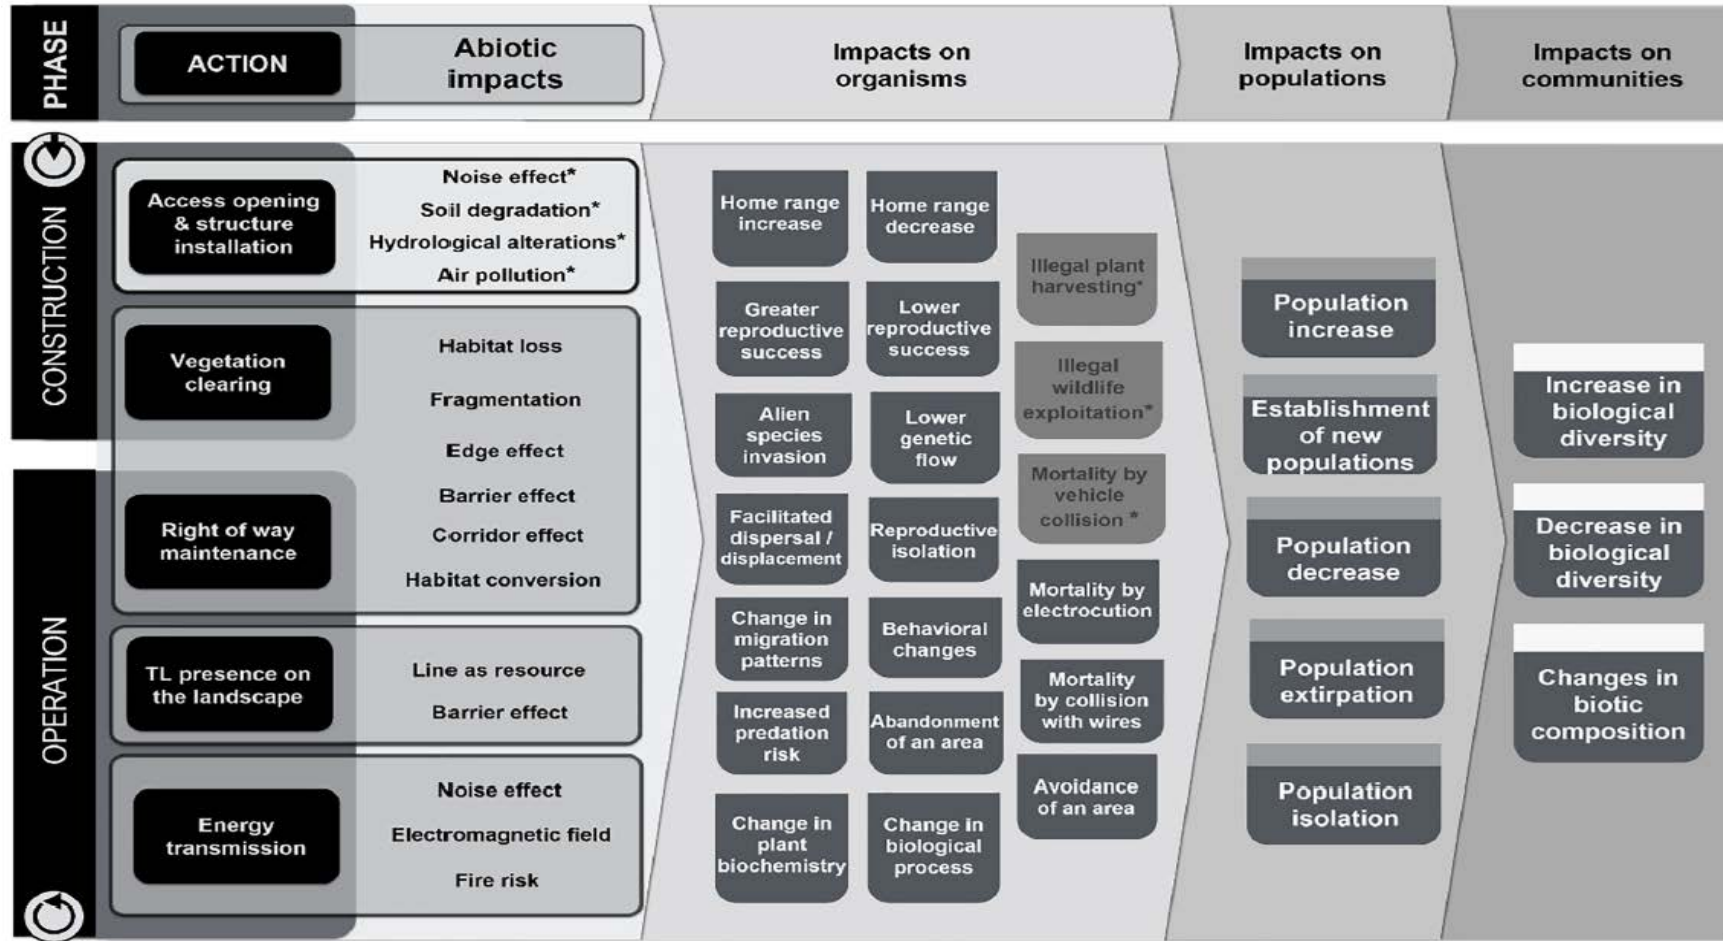 PHASE
ACTION
Abiotic
impacts
Impacts on
organisms
Impacts on
populations
Impacts on
communities
CONSTRUCTION
Access opening
& structure
installation
Noise effect*
Soil degradation*
Hydrological alterations*
Air pollution*
Vegetation
clearing
Habitat loss
Fragmentation
Edge effect
Barrier effect
Corridor effect
Habitat conversion
OPERATION
Right of way
maintenance
TL presence on
the landscape
Line as resource
Barrier effect
Energy
transmission
Noise effect
Electromagnetic field
Fire risk
Home range
increase
Home range
decrease
Greater
reproductive
success
Lower
reproductive
success
Alien
species
invasion
Lower
genetic
flow
Facilitated
dispersal /
displacement
Reproductive
isolation
Change in
migration
patterns
Behavioral
changes
Increased
predation
risk
Abandonment
of an area
Change in
plant
biochemistry
Change in
biological
process
Illegal plant
harvesting*
Illegal
wildlife
exploitation*
Mortality by
vehicle
collision *
Mortality by
electrocution
Mortality
by collision
with wires
Avoidance
of an area
Population
increase
Establishment
of new
populations
Population
decrease
Population
extirpation
Population
isolation
Increase in
biological
diversity
Decrease in
biological
diversity
Changes in
biotic
composition